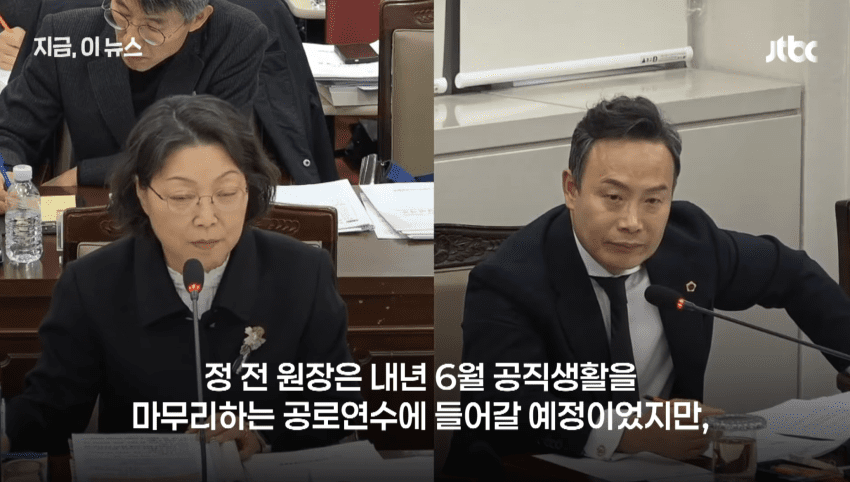 지금, 이 뉴스
jtbc
정 전 원장은 내년 6월 공직생활을
마무리하는 공로연수에 들어갈 예정이었지만,